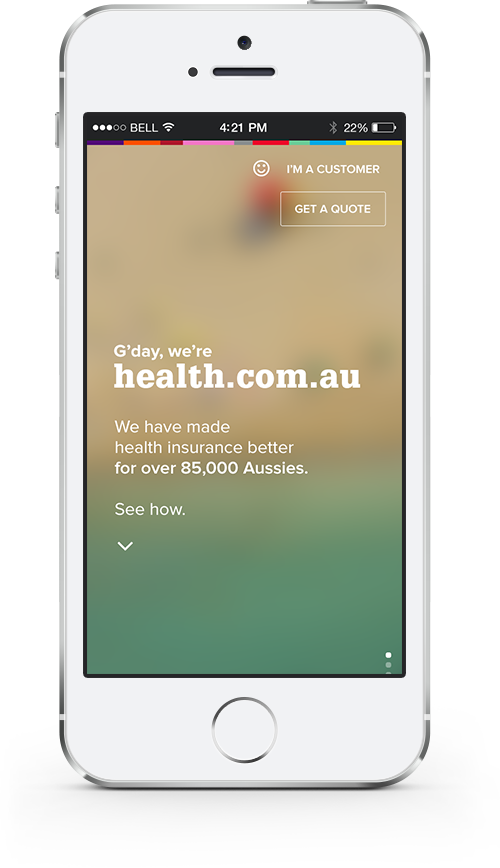 BELL 4:21 PM 22%
I'M A CUSTOMER
GET A QUOTE
G'day, we're
health.com.au
We have made
health insurance better
for over 85,000 Aussies.
See how.